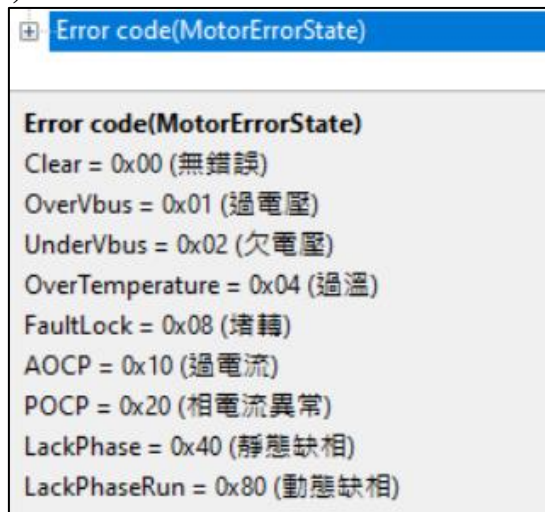 Error code(MotorErrorState)
Error code(MotorErrorState)
Clear = 0x00 (無錯誤)
OverVbus = 0x01 (過電壓)
UnderVbus = 0x02 (欠電壓)
OverTemperature = 0x04 (過溫)
FaultLock = 0x08 (堵轉)
AOCP = 0x10 (過電流)
POCP = 0x20 (相電流異常)
LackPhase = 0x40 (靜態缺相)
LackPhaseRun = 0x80 (動態缺相)